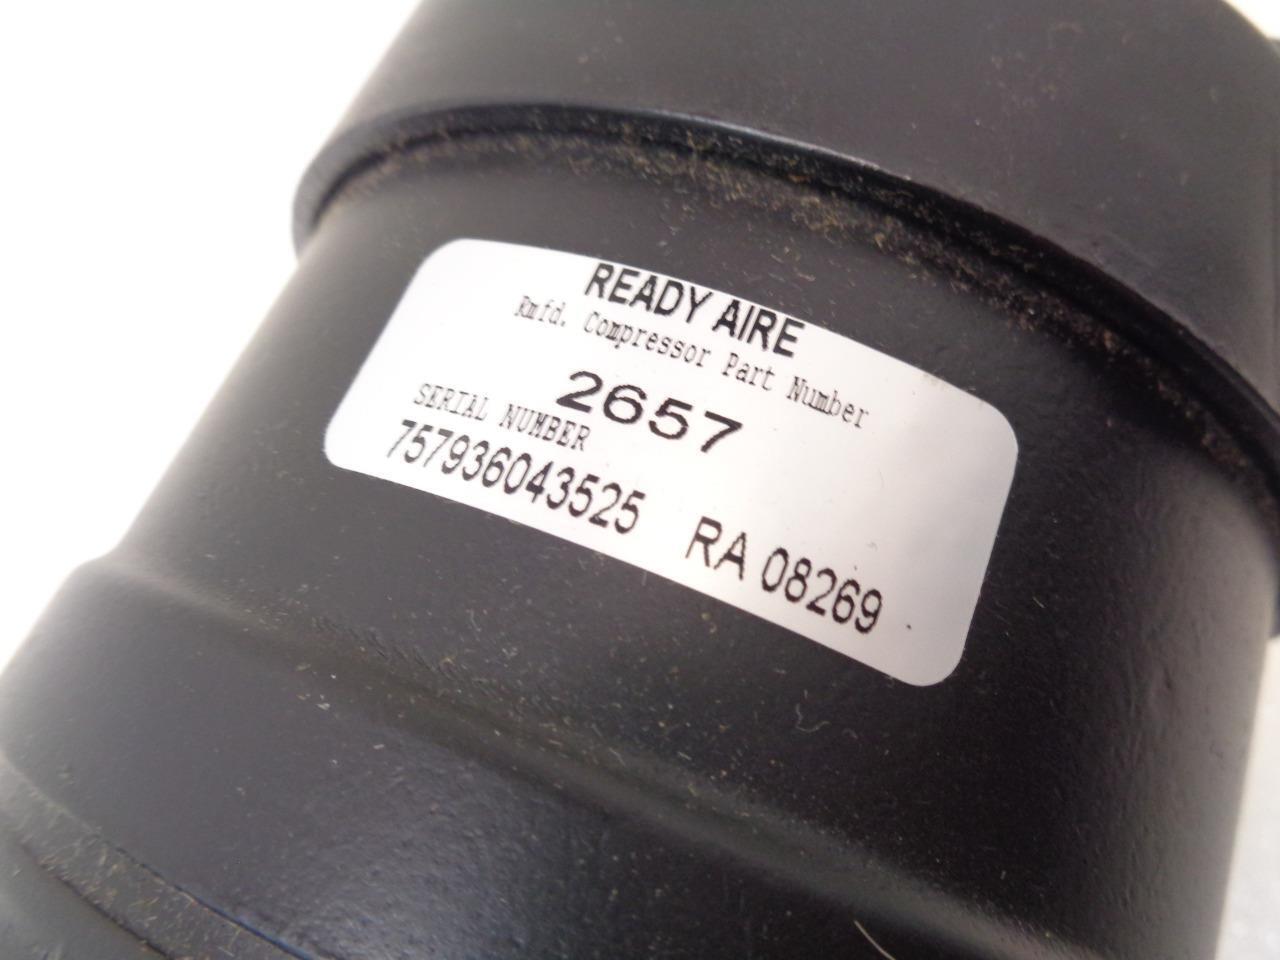 READY AIRE
Rmfd. Compressor Part Number
2657
SERIAL NUMBER
757936043525 RA 08269